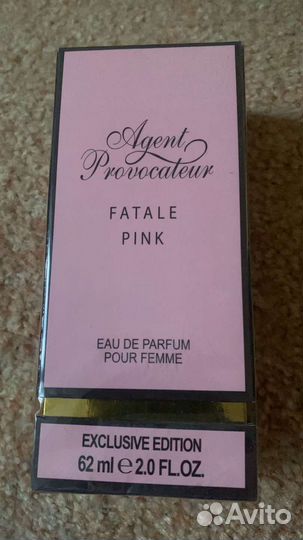 Agent
Provocateur
FATALE
PINK
EAU DE PARFUM
POUR FEMME
EXCLUSIVE EDITION
62 ml e 2.0 FL.OZ.
Avito